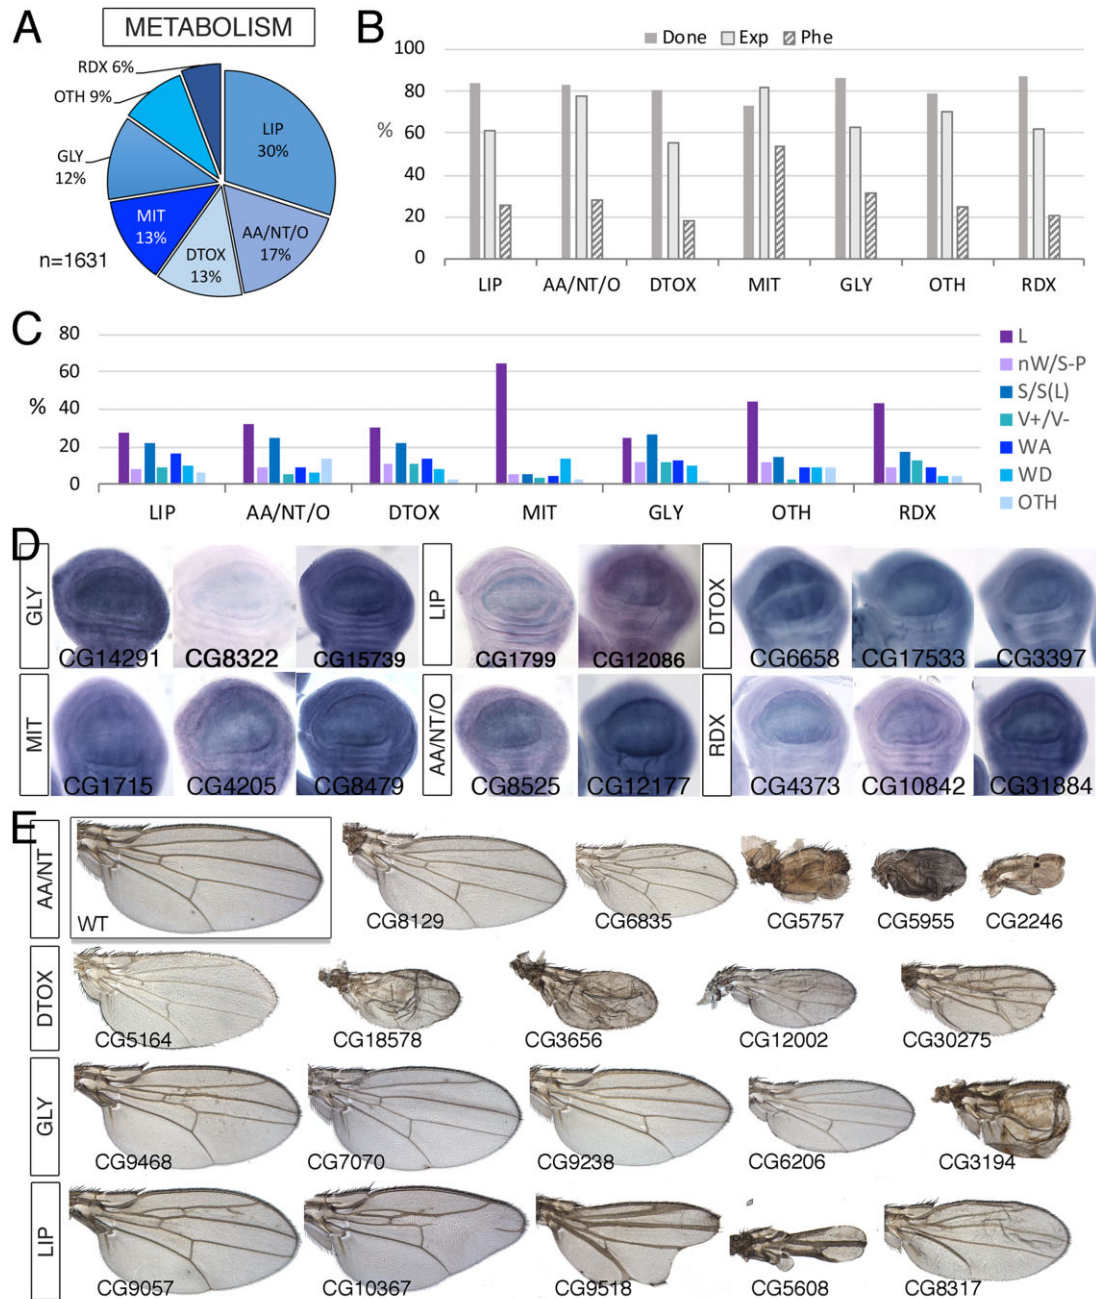 A
METABOLISM
RDX 6%
OTH 9%
GLY
12%
MIT
13%
DTOX
13%
AA/NT/O
17%
LIP
30%
n=1631
B
Done Exp Phe
100
80
60
40
20
0
%
LIP AA/NT/O DTOX MIT GLY OTH RDX
C
80
60
40
20
0
%
LIP AA/NT/O DTOX MIT GLY OTH RDX
L
nW/S-P
S/S(L)
V+/V-
WA
WD
OTH
D
GLY
CG14291 CG8322 CG15739
LIP
CG1799 CG12086
DTOX
CG6658 CG17533 CG3397
MIT
CG1715 CG4205 CG8479
AA/NT/O
CG8525 CG12177
RDX
CG4373 CG10842 CG31884
E
AA/NT
WT CG8129 CG6835 CG5757 CG5955 CG2246
DTOX
CG5164 CG18578 CG3656 CG12002 CG30275
GLY
CG9468 CG7070 CG9238 CG6206 CG3194
LIP
CG9057 CG10367 CG9518 CG5608 CG8317